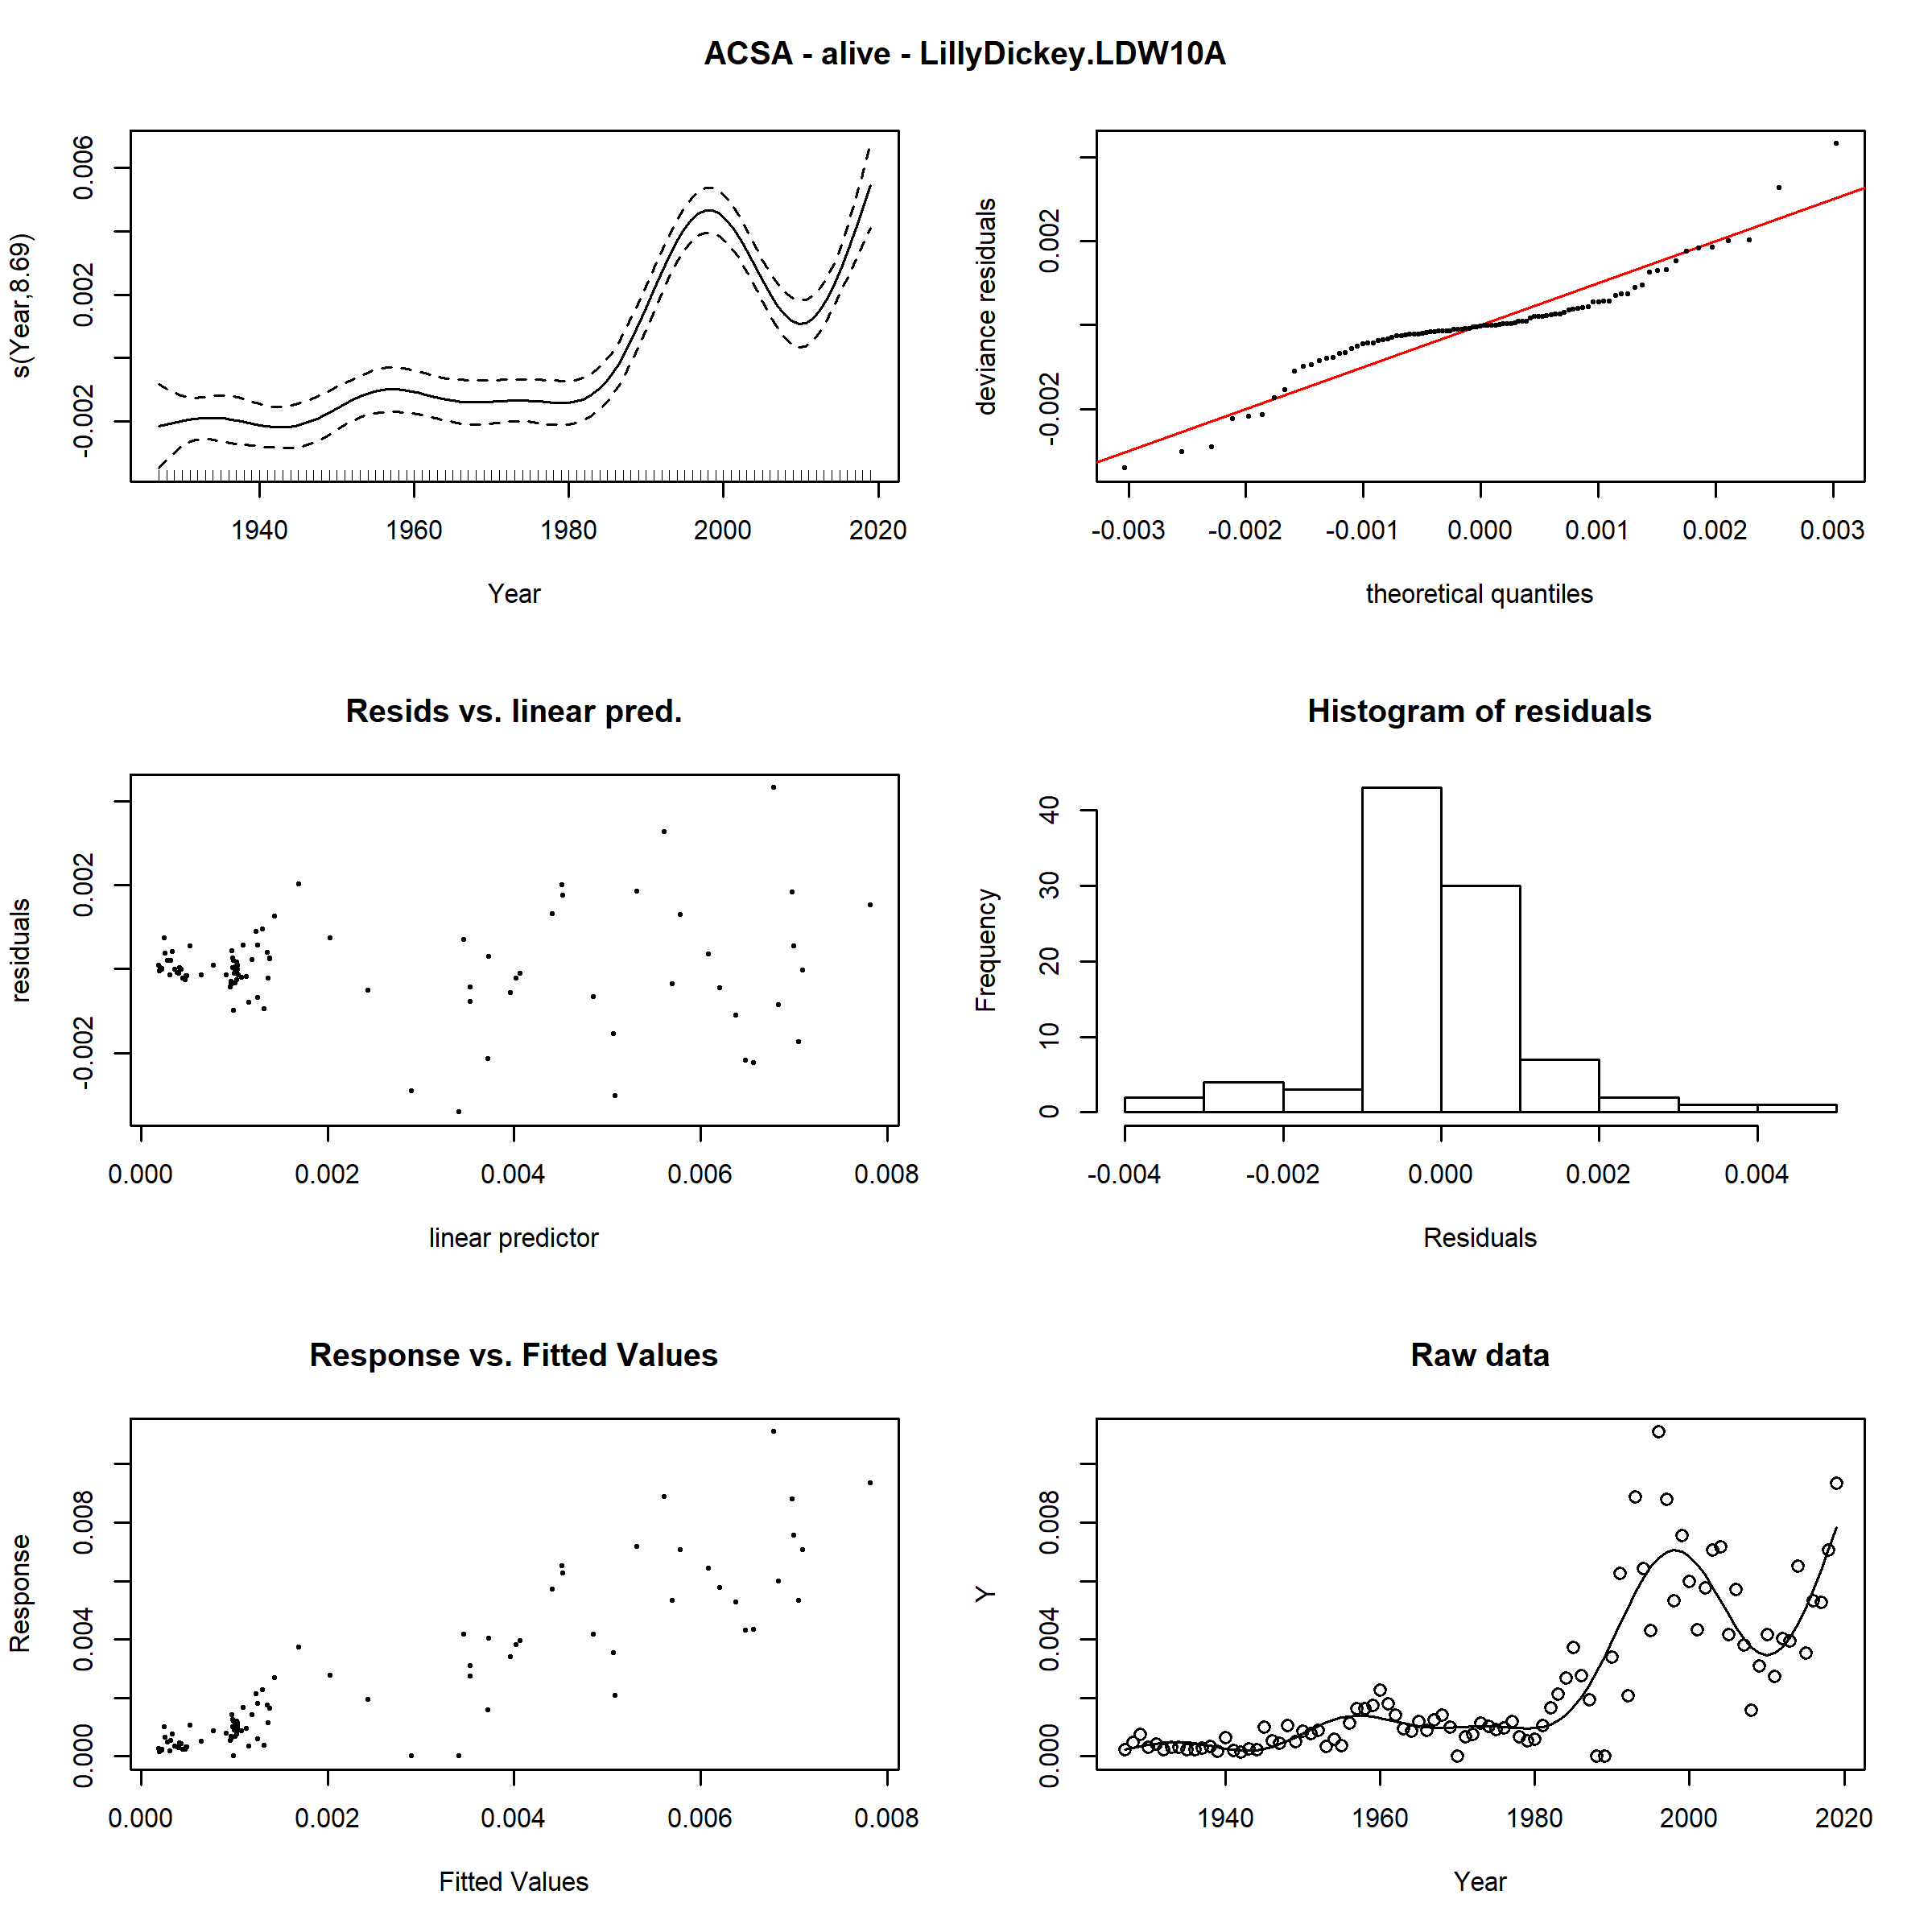 ACSA - alive - LillyDickey.LDW10A
s(Year,8.69)
-0.002
0.002
0.006
1940 1960 1980 2000 2020
Year
deviance residuals
-0.002
0.002
-0.003 -0.002 -0.001 0.000 0.001 0.002 0.003
theoretical quantiles
Resids vs. linear pred.
residuals
-0.002
0.002
0.000 0.002 0.004 0.006 0.008
linear predictor
Histogram of residuals
Frequency
0
10
20
30
40
-0.004 -0.002 0.000 0.002 0.004
Residuals
Response vs. Fitted Values
Response
0.000
0.004
0.008
0.000 0.002 0.004 0.006 0.008
Fitted Values
Raw data
Y
0.000
0.004
0.008
1940 1960 1980 2000 2020
Year